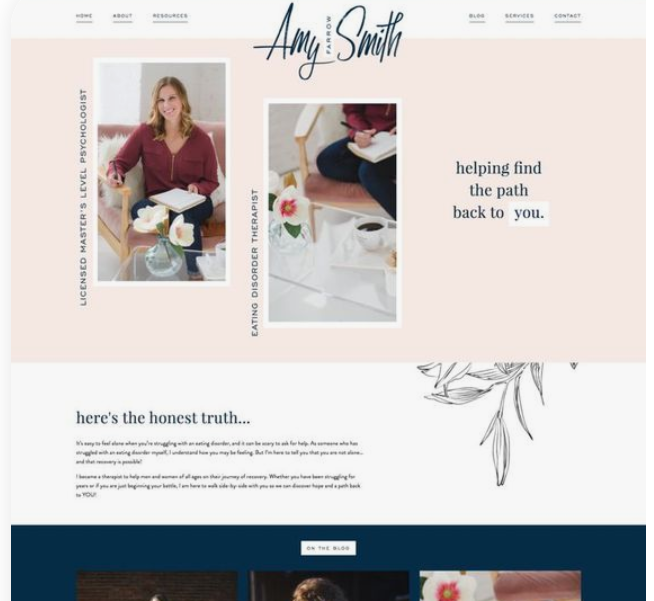 HOME ABOUT RESOURCES
Amy FARROW Smith
BLOG SERVICES CONTACT
LICENSED MASTER'S LEVEL PSYCHOLOGIST
EATING DISORDER THERAPIST
helping find
the path
back to you.
here's the honest truth...
It's easy to feel alone when you're struggling with an eating disorder, and it can be scary to ask for help. As someone who has
struggled with an eating disorder myself, I understand how you may be feeling. But I'm here to tell you that you are not alone...
and that recovery is possible!
I became a therapist to help men and women of all ages on their journey of recovery. Whether you have been struggling for
years or if you are just beginning your battle, I am here to walk side-by-side with you so we can discover hope and a path back
to YOU!
ON THE BLOG